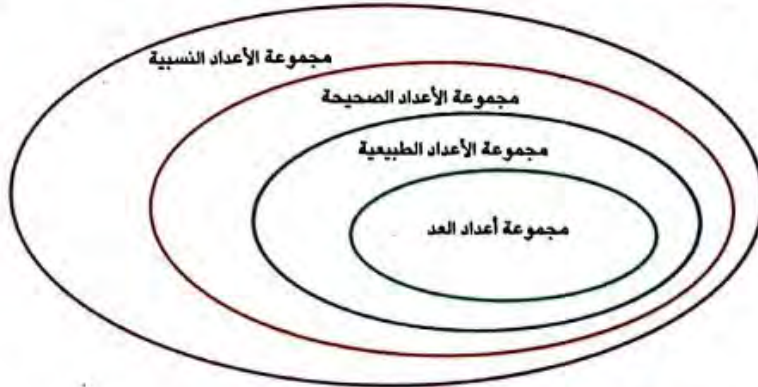 مجموعة الأعداد النسبية
مجموعة الأعداد الصحيحة
مجموعة الأعداد الطبيعية
مجموعة أعداد العد